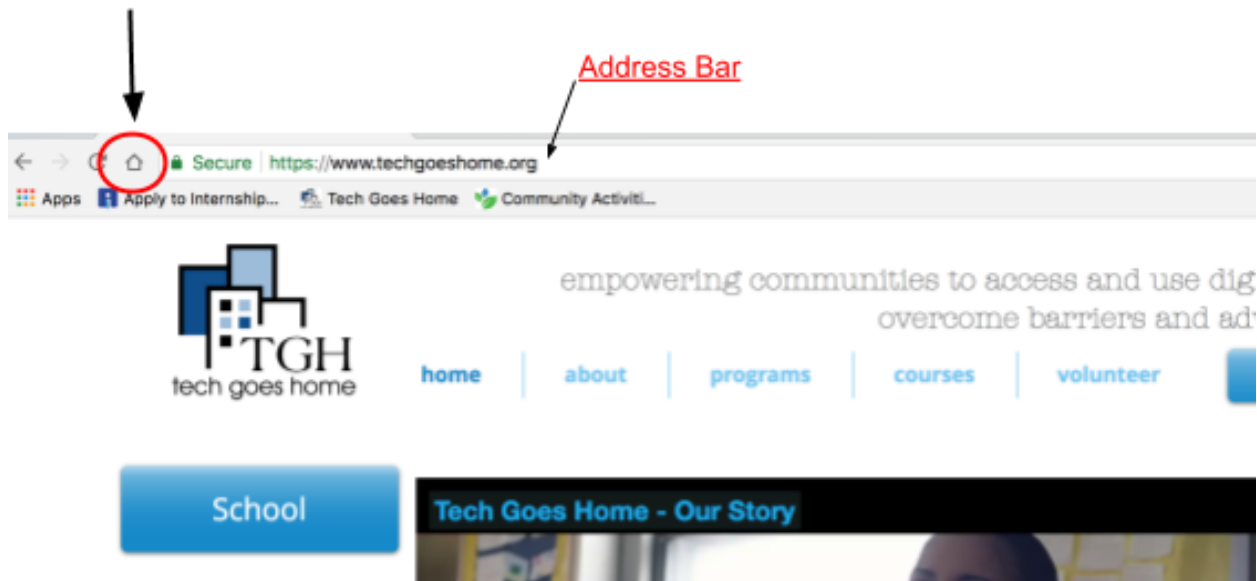 Address Bar
Secure https://www.techgoeshome.org
Apps Apply to Internship... Tech Goes Home Community Activiti...
empowering communities to access and use dig
overcome barriers and adv
TGH
tech goes home
home about programs courses volunteer
School
Tech Goes Home - Our Story